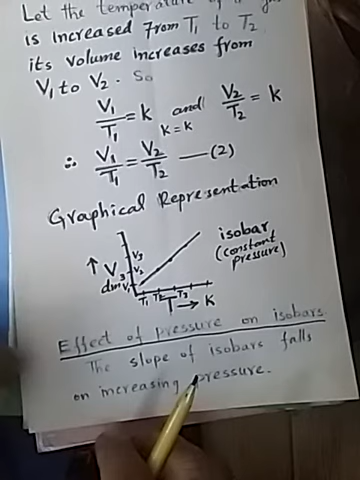 Let the temperature of a
is increased from T1 to T2
its volume increases from
V1 to V2. So
V1/T1 = k and V2/T2 = k
k = k
∴ V1/T1 = V2/T2 —(2)
Graphical Representation
isobar
(constant
pressure)
↑ V
dm3
V3
V2
V1
T1 T2 T3
T → K
Effect of pressure on isobars.
The slope of isobars falls
on increasing pressure.